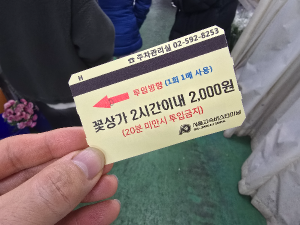 ☎ 주차관리실 02-592-8253
H
투입방향 (1회 1매 사용)
꽃상가 2시간이내 2,000원
(20분 미만시 투입금지)
서울고속버스터미널